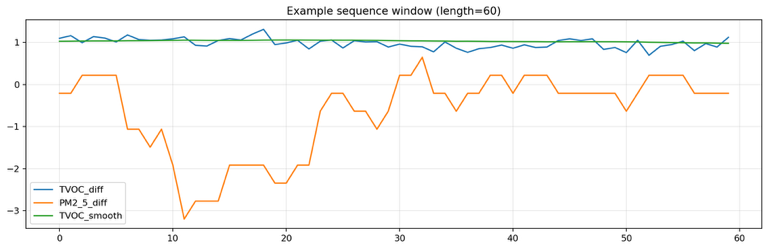 Example sequence window (length=60)
1
0
−1
−2
−3
TVOC_diff
PM2_5_diff
TVOC_smooth
0 10 20 30 40 50 60